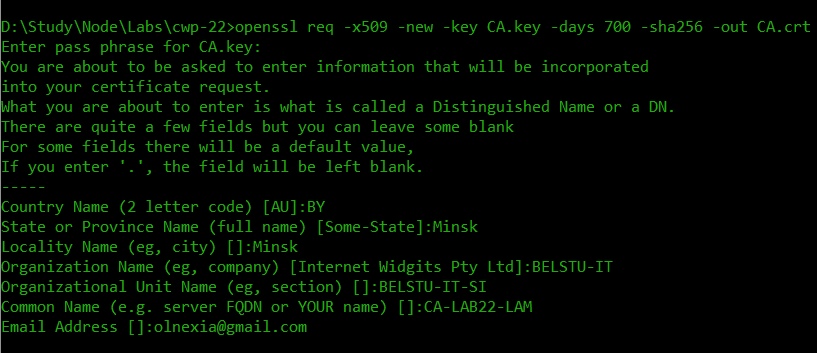 D:\Study\Node\Labs\cwp-22>openssl req -x509 -new -key CA.key -days 700 -sha256 -out CA.crt
Enter pass phrase for CA.key:
You are about to be asked to enter information that will be incorporated
into your certificate request.
What you are about to enter is what is called a Distinguished Name or a DN.
There are quite a few fields but you can leave some blank
For some fields there will be a default value,
If you enter '.', the field will be left blank.
-----
Country Name (2 letter code) [AU]:BY
State or Province Name (full name) [Some-State]:Minsk
Locality Name (eg, city) []:Minsk
Organization Name (eg, company) [Internet Widgits Pty Ltd]:BELSTU-IT
Organizational Unit Name (eg, section) []:BELSTU-IT-SI
Common Name (e.g. server FQDN or YOUR name) []:CA-LAB22-LAM
Email Address []:olnexia@gmail.com